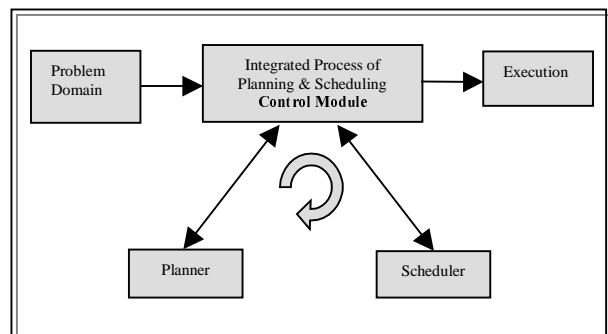 Problem
Domain
Integrated Process of
Planning & Scheduling
Control Module
Execution
Planner
Scheduler